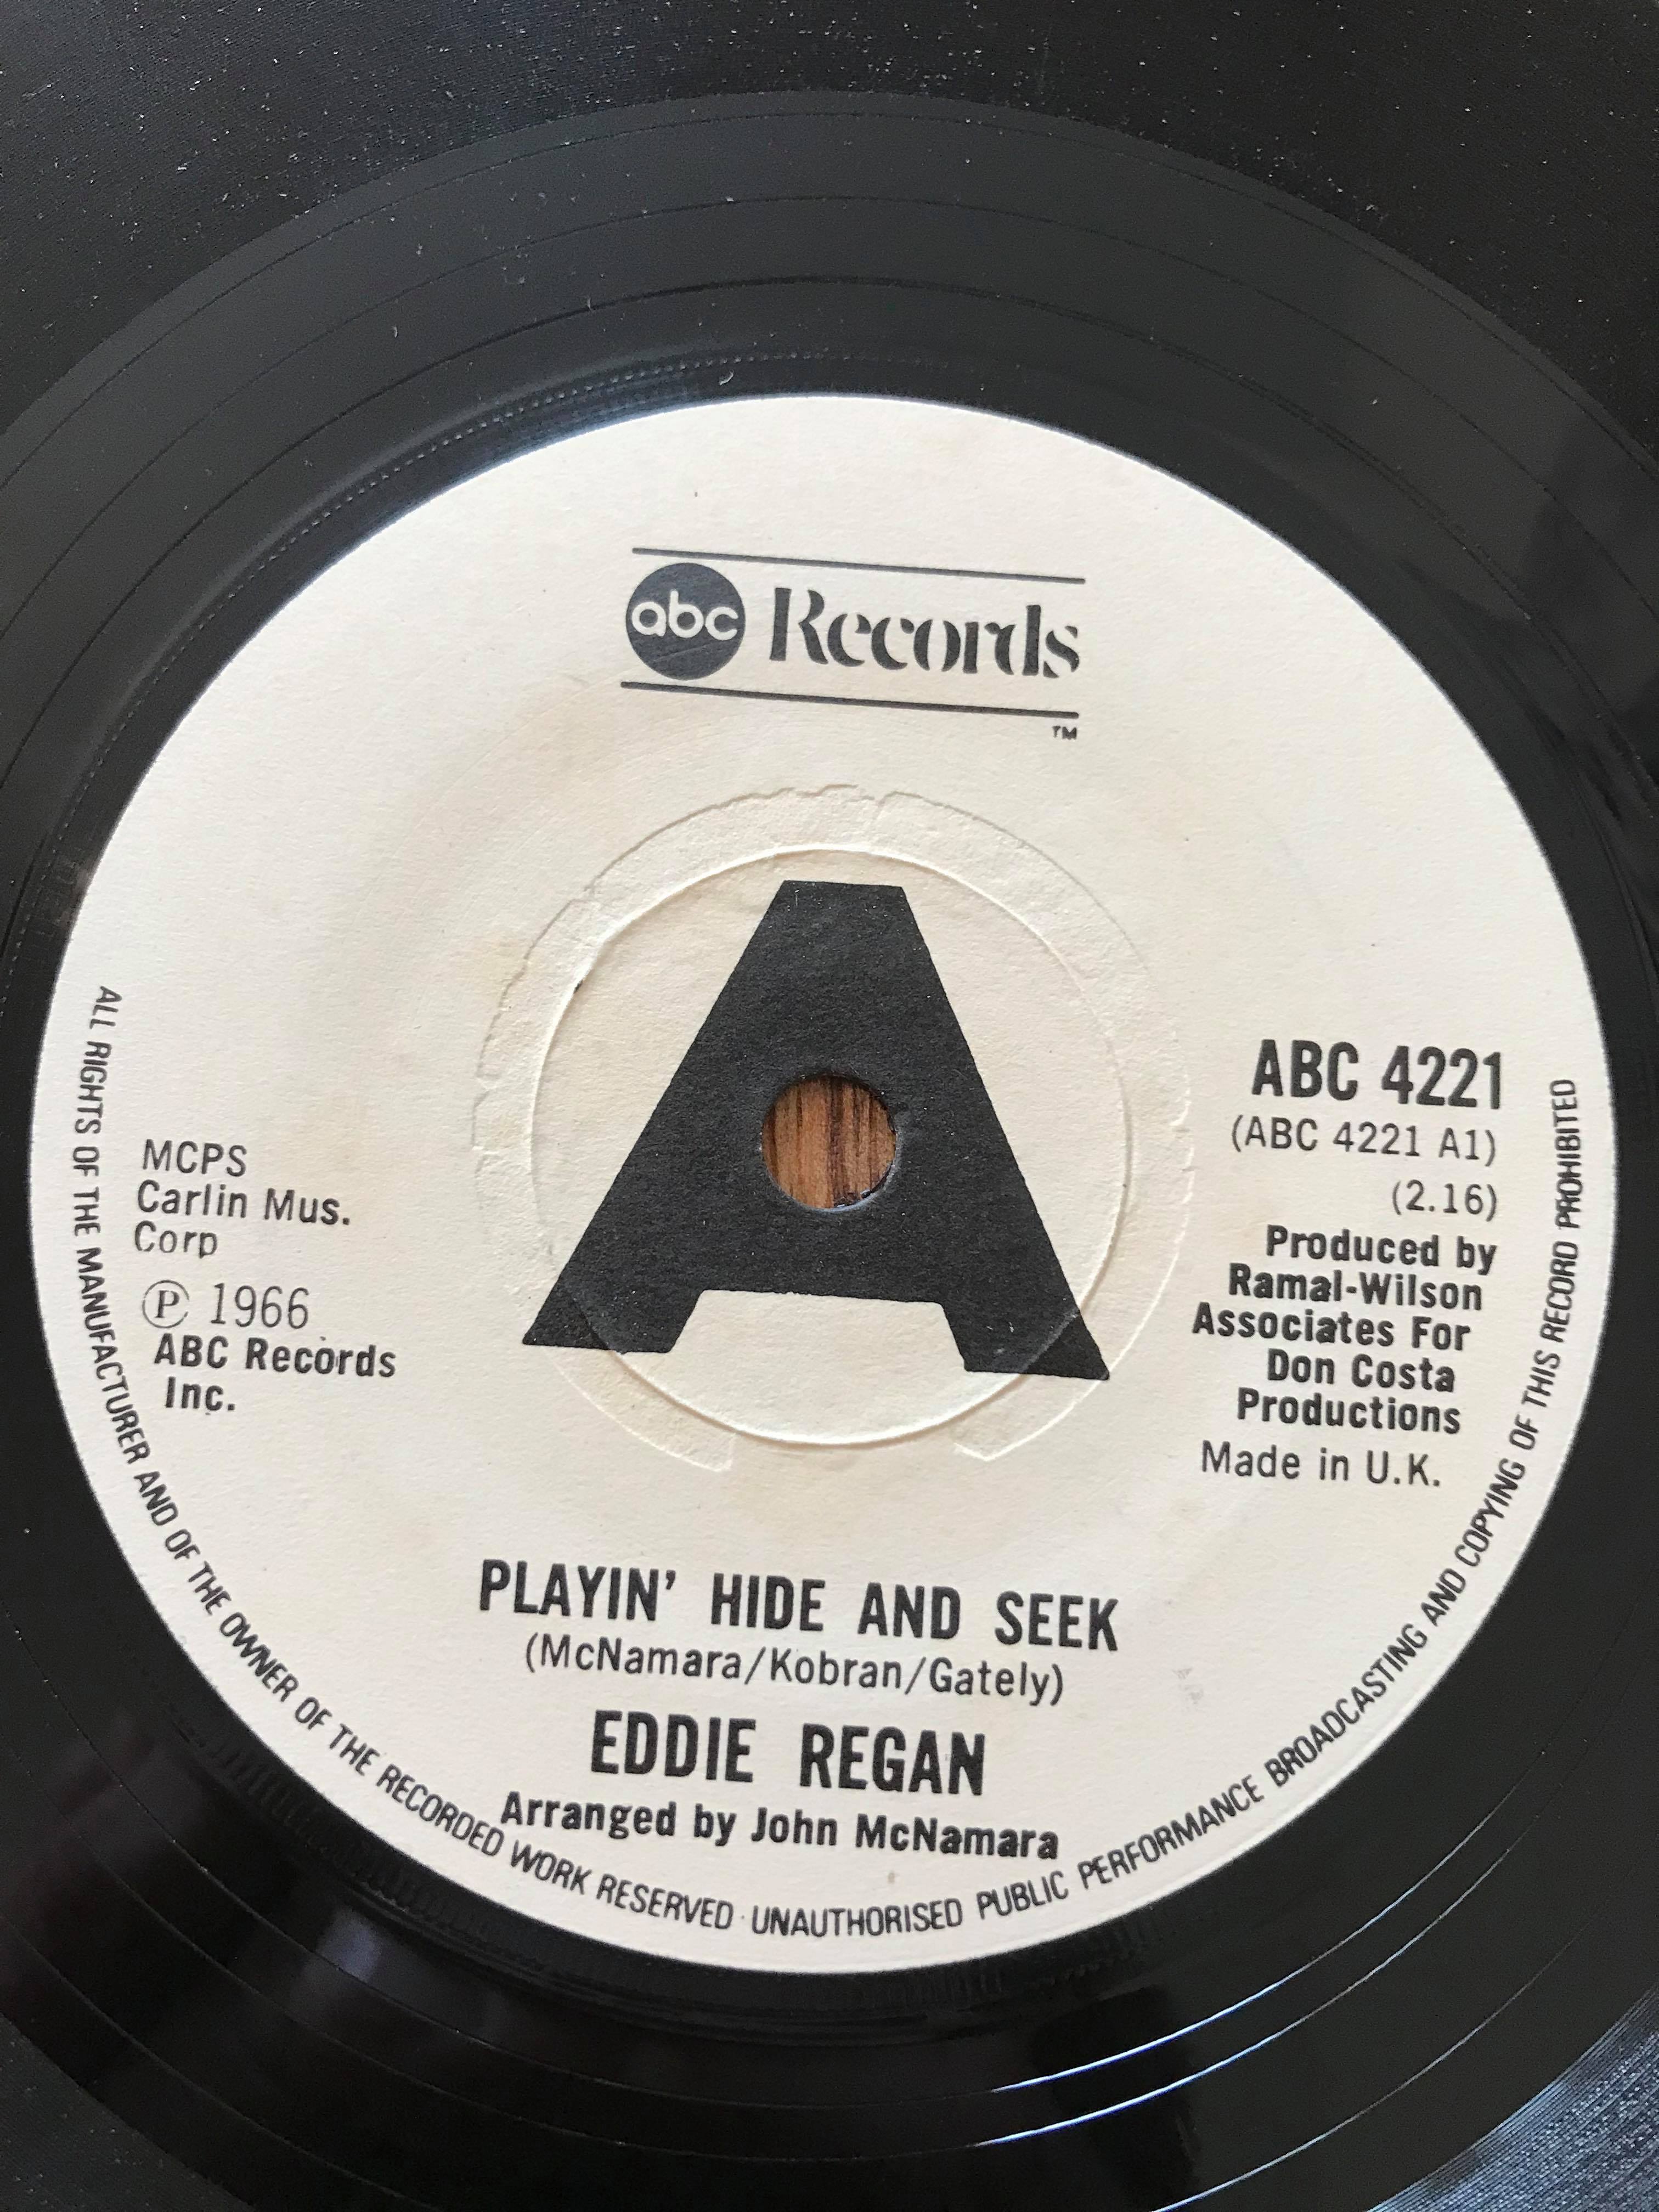 abc Records
TM
A
ABC 4221
(ABC 4221 A1)
(2.16)
Produced by
Ramal-Wilson
Associates For
Don Costa
Productions
Made in U.K.
MCPS
Carlin Mus.
Corp
Ⓟ 1966
ABC Records
Inc.
PLAYIN' HIDE AND SEEK
(McNamara/Kobran/Gately)
EDDIE REGAN
Arranged by John McNamara
ALL RIGHTS OF THE MANUFACTURER AND OF THE OWNER OF THE RECORDED WORK RESERVED · UNAUTHORISED PUBLIC PERFORMANCE BROADCASTING AND COPYING OF THIS RECORD PROHIBITED